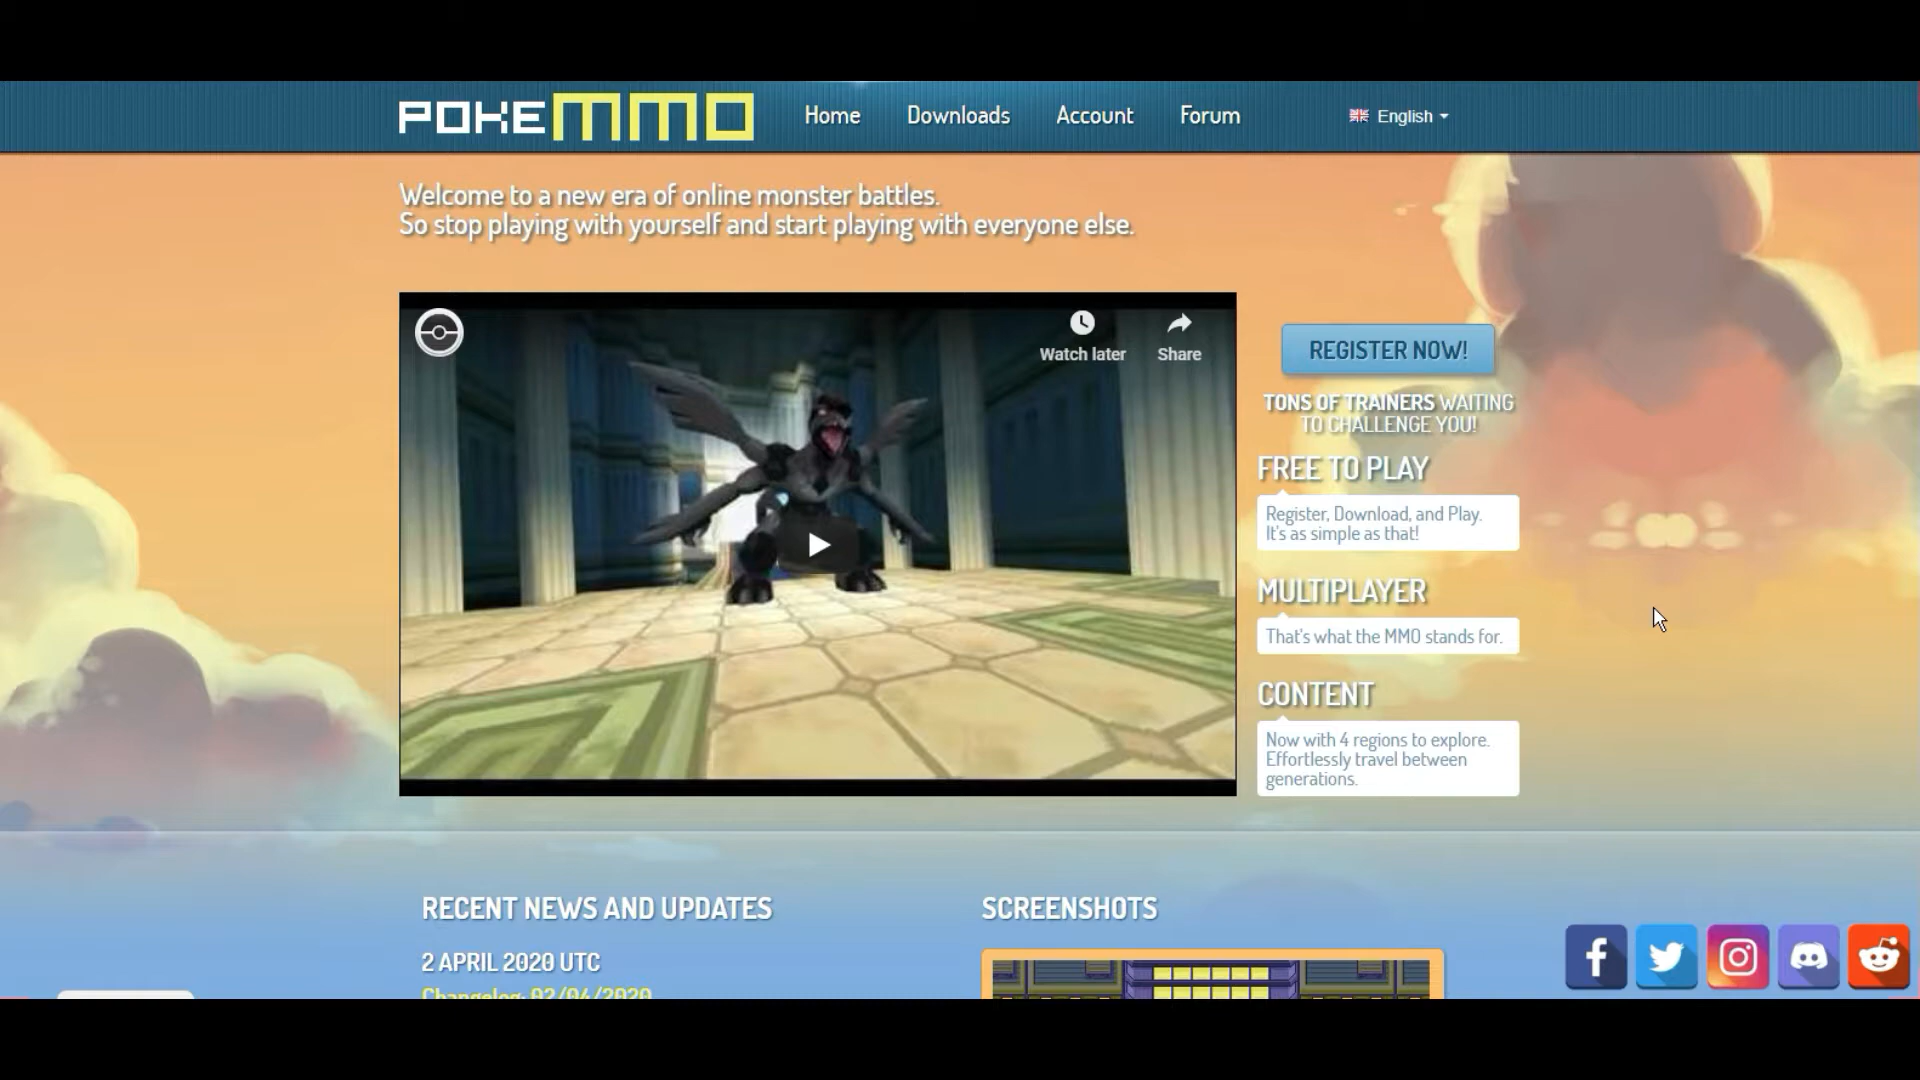 POKEMMO
Home
Downloads
Account
Forum
English
Welcome to a new era of online monster battles.
So stop playing with yourself and start playing with everyone else.
Watch later
Share
REGISTER NOW!
TONS OF TRAINERS WAITING
TO CHALLENGE YOU!
FREE TO PLAY
Register, Download, and Play.
It's as simple as that!
MULTIPLAYER
That's what the MMO stands for.
CONTENT
Now with 4 regions to explore.
Effortlessly travel between
generations.
RECENT NEWS AND UPDATES
2 APRIL 2020 UTC
Changelog: 02/04/2020
SCREENSHOTS